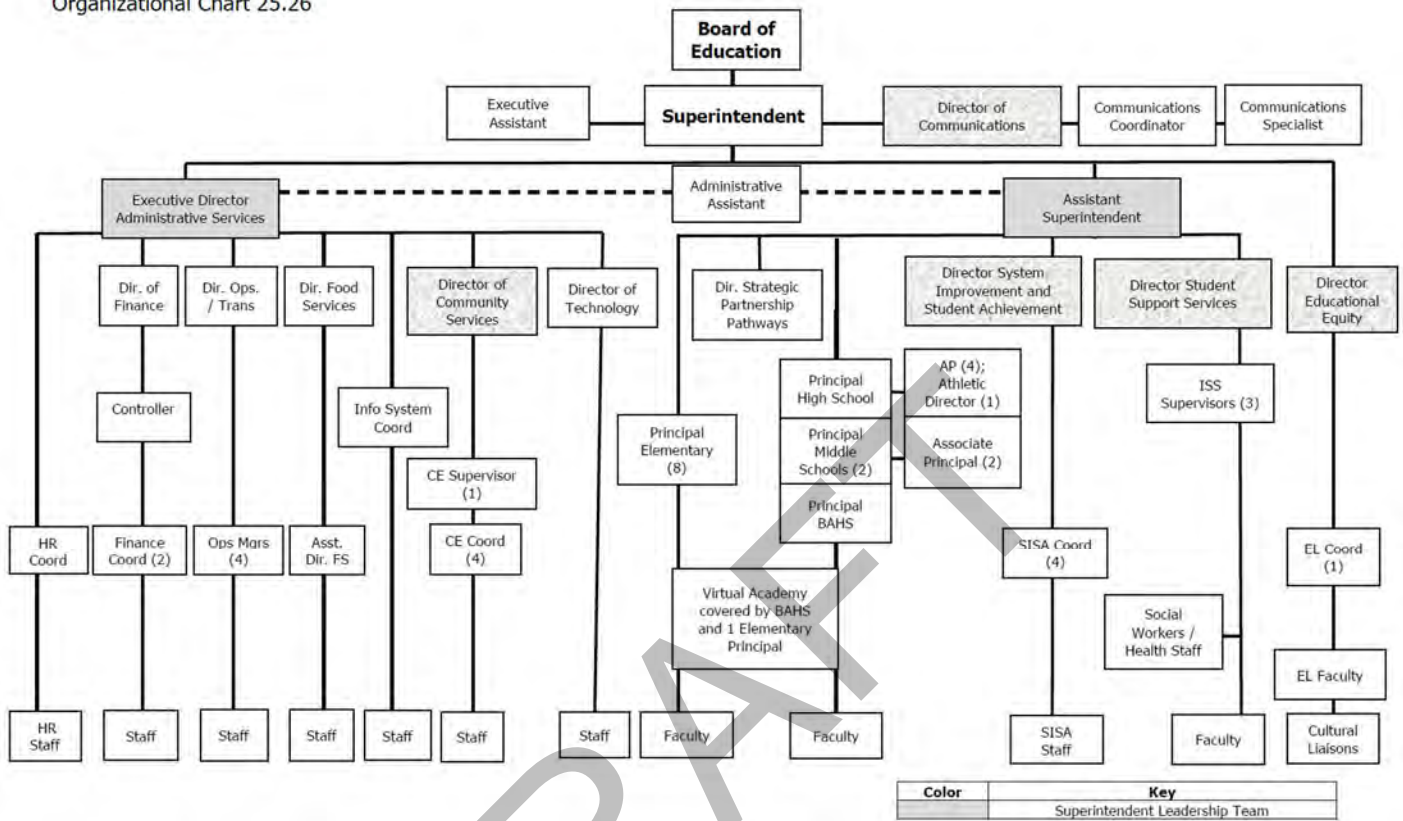 Organizational Chart 25.26
Board of
Education
Executive
Assistant
Superintendent
Director of
Communications
Communications
Coordinator
Communications
Specialist
Executive Director
Administrative Services
Administrative
Assistant
Assistant
Superintendent
Dir. of
Finance
Dir. Ops.
/ Trans
Dir. Food
Services
Director of
Community
Services
Director of
Technology
Dir. Strategic
Partnership
Pathways
Director System
Improvement and
Student Achievement
Director Student
Support Services
Director
Educational
Equity
Controller
Info System
Coord
Principal
Elementary
(8)
Principal
High School
AP (4);
Athletic
Director (1)
Principal
Middle
Schools (2)
Associate
Principal (2)
Principal
BAHS
ISS
Supervisors (3)
CE Supervisor
(1)
HR
Coord
Finance
Coord (2)
Ops Mgrs
(4)
Asst.
Dir. FS
CE Coord
(4)
SISA Coord
(4)
EL Coord
(1)
Virtual Academy
covered by BAHS
and 1 Elementary
Principal
Social
Workers /
Health Staff
EL Faculty
HR
Staff
Staff
Staff
Staff
Staff
Staff
Staff
Faculty
Faculty
SISA
Staff
Faculty
Cultural
Liaisons
Color Key
Superintendent Leadership Team
DRAFT